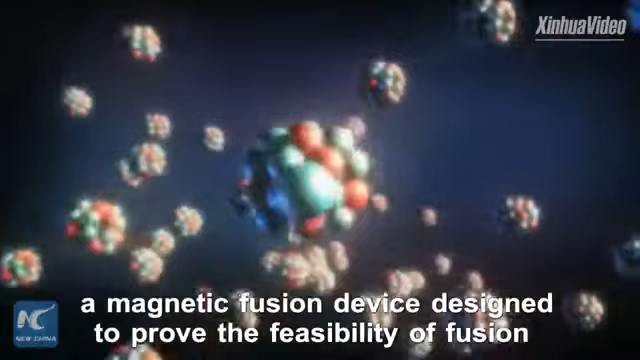 XinhuaVideo
a magnetic fusion device designed
to prove the feasibility of fusion
NEW CHINA